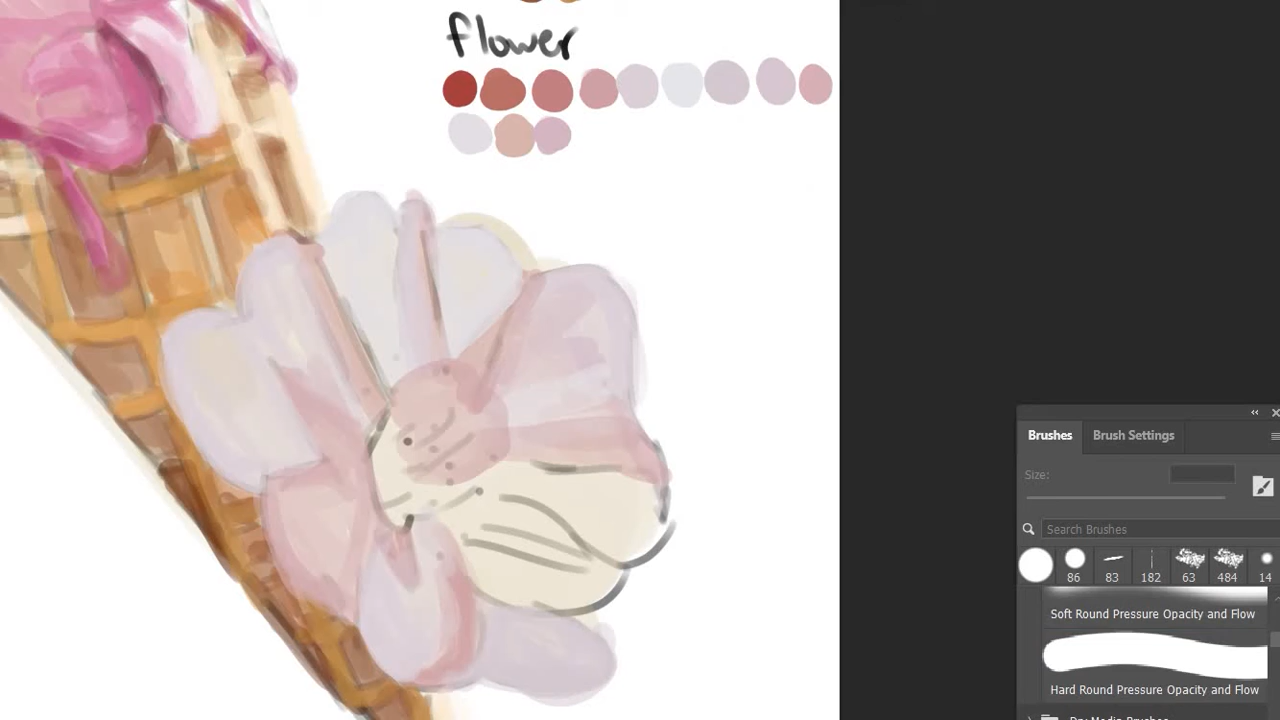 flower
Brushes Brush Settings
Size:
Search Brushes
86 83 182 63 484 14
Soft Round Pressure Opacity and Flow
Hard Round Pressure Opacity and Flow